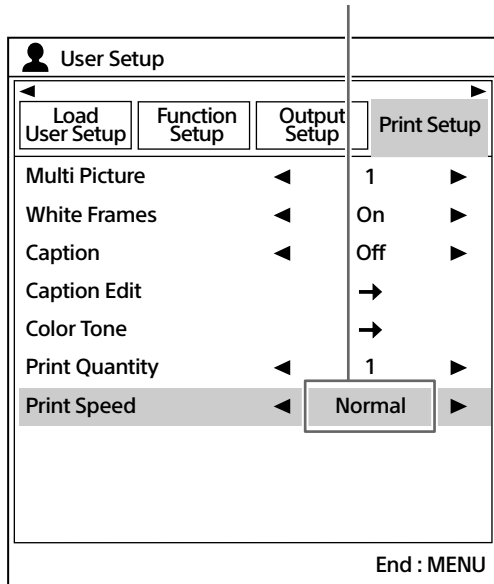 User Setup
Load User Setup
Function Setup
Output Setup
Print Setup
Multi Picture 1
White Frames On
Caption Off
Caption Edit
Color Tone
Print Quantity 1
Print Speed Normal
End : MENU